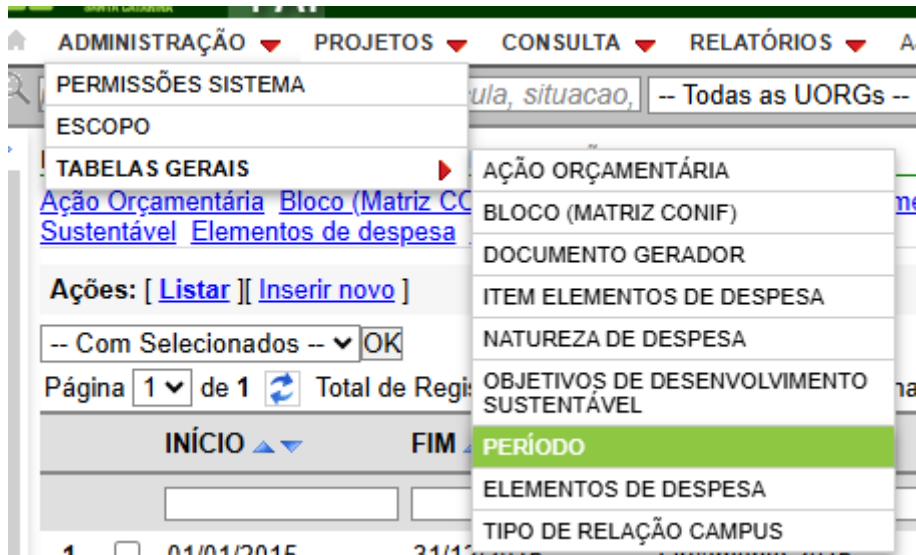 SANTA CATARINA
ADMINISTRAÇÃO PROJETOS CONSULTA RELATÓRIOS
PERMISSÕES SISTEMA
situacao, -- Todas as UORGs --
ESCOPO
TABELAS GERAIS
AÇÃO ORÇAMENTÁRIA
Ação Orçamentária Bloco (Matriz
BLOCO (MATRIZ CONIF)
Sustentável Elementos de despesa
DOCUMENTO GERADOR
Ações: [ Listar ][ Inserir novo ]
ITEM ELEMENTOS DE DESPESA
-- Com Selecionados -- OK
NATUREZA DE DESPESA
Página 1 de 1 Total de
OBJETIVOS DE DESENVOLVIMENTO
SUSTENTÁVEL
INÍCIO FIM
PERÍODO
ELEMENTOS DE DESPESA
TIPO DE RELAÇÃO CAMPUS
1 01/01/2015